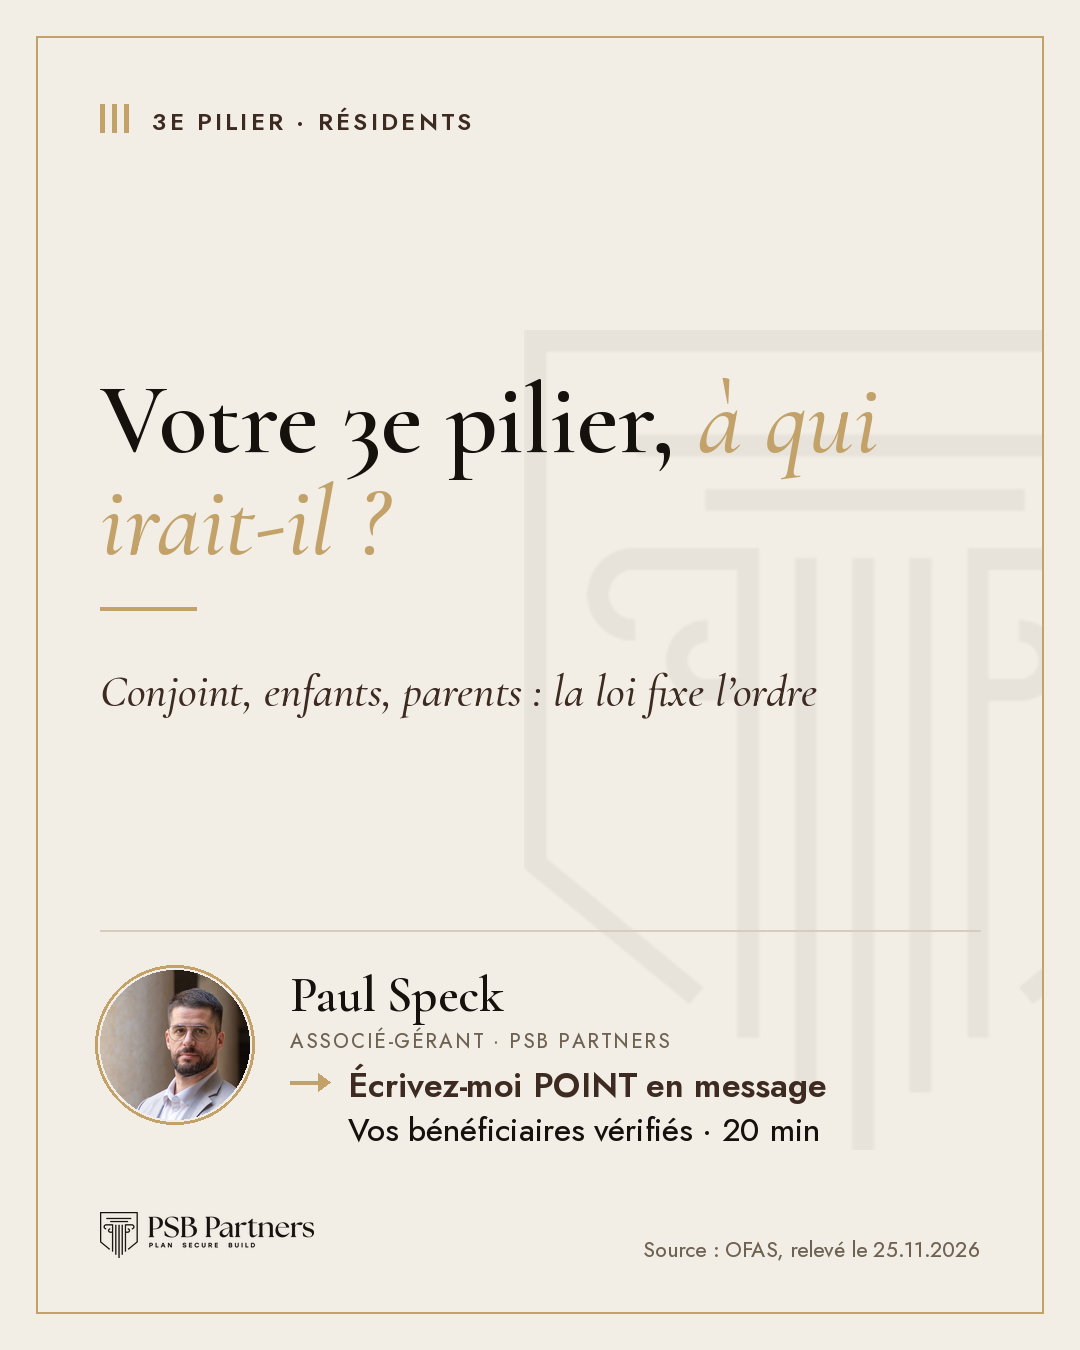 3E PILIER · RÉSIDENTS
Votre 3e pilier, à qui
irait-il ?
Conjoint, enfants, parents : la loi fixe l’ordre
Paul Speck
ASSOCIÉ-GÉRANT · PSB PARTNERS
Écrivez-moi POINT en message
Vos bénéficiaires vérifiés · 20 min
PSB Partners
PLAN SECURE BUILD
Source : OFAS, relevé le 25.11.2026